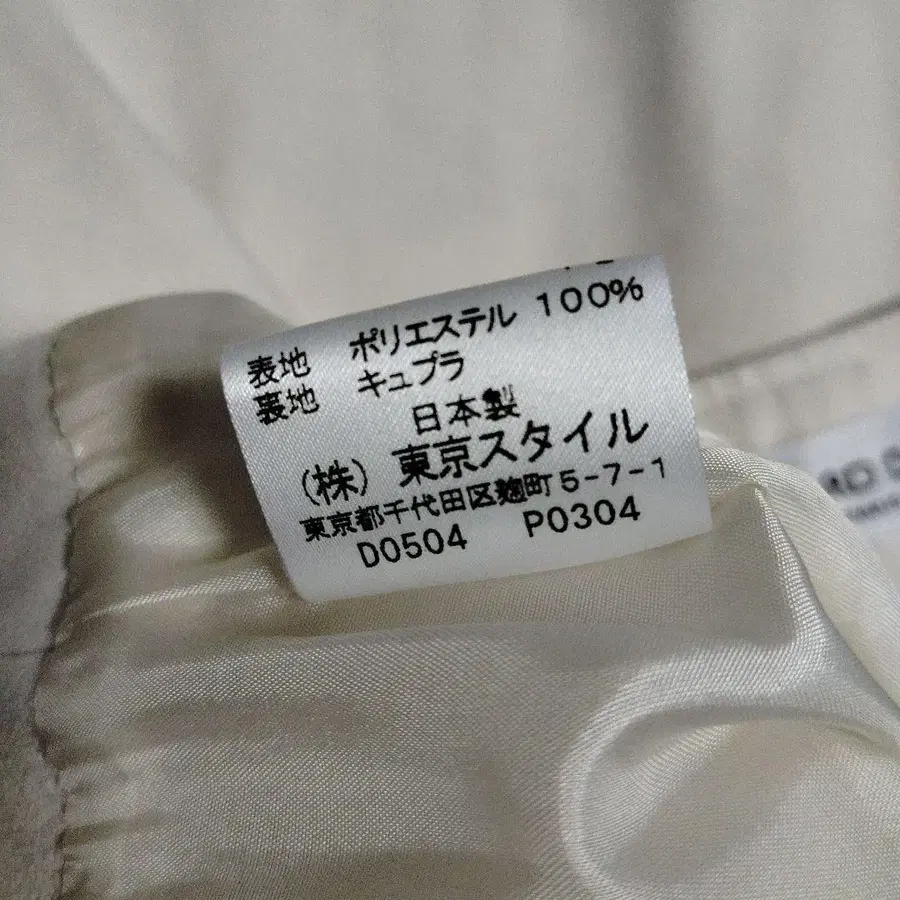 表地 ポリエステル 100%
裏地 キュプラ
日本製
(株) 東京スタイル
東京都千代田区麹町5-7-1
D0504 P0304